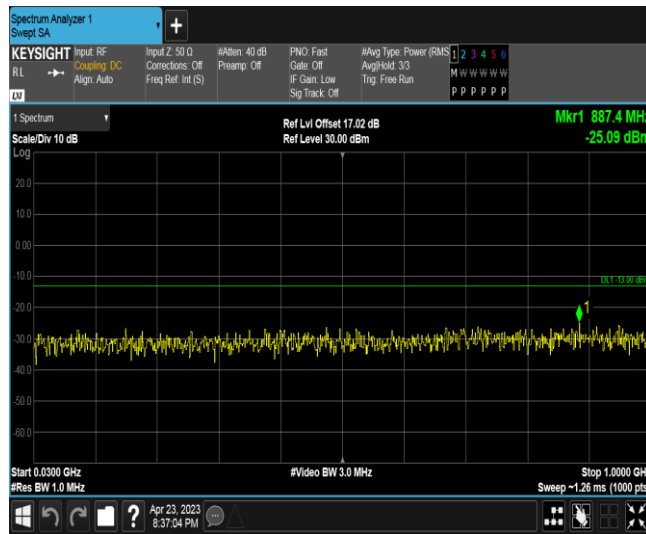 Spectrum Analyzer 1
Swept SA
KEYSIGHT
RL
LXI
Input: RF
Coupling: DC
Align: Auto
Input Z: 50 Ω
Corrections: Off
Freq Ref: Int (S)
#Atten: 40 dB
Preamp: Off
PNO: Fast
Gate: Off
IF Gain: Low
Sig Track: Off
#Avg Type: Power (RMS
Avg|Hold: 3/3
Trig: Free Run
1 2 3 4 5 6
M W W W W W
P P P P P P
1 Spectrum
Scale/Div 10 dB
Log
Ref Lvl Offset 17.02 dB
Ref Level 30.00 dBm
Mkr1 887.4 MHz
-25.09 dBm
20.0
10.0
0.00
-10.0
DL1 -13.00 dBm
-20.0
1
-30.0
-40.0
-50.0
-60.0
Start 0.0300 GHz
#Res BW 1.0 MHz
#Video BW 3.0 MHz
Stop 1.0000 GH
Sweep ~1.26 ms (1000 pts
?
Apr 23, 2023
8:37:04 PM